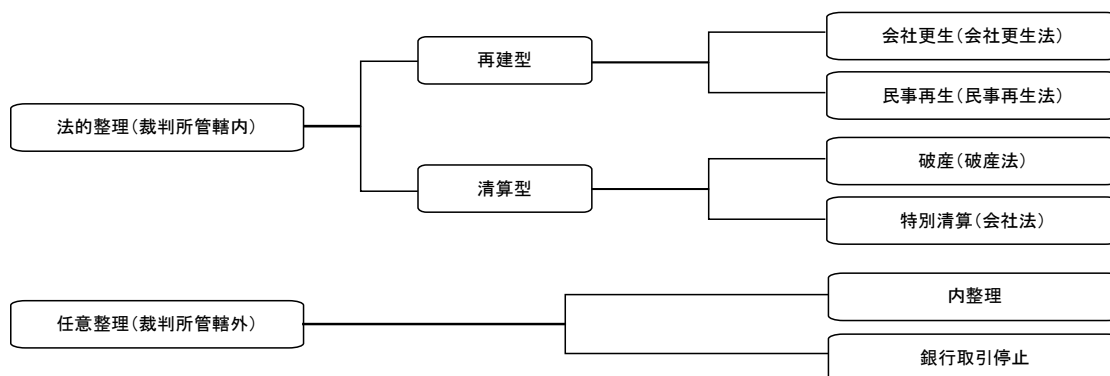 法的整理（裁判所管轄内）
再建型
会社更生（会社更生法）
民事再生（民事再生法）
清算型
破産（破産法）
特別清算（会社法）
任意整理（裁判所管轄外）
内整理
銀行取引停止